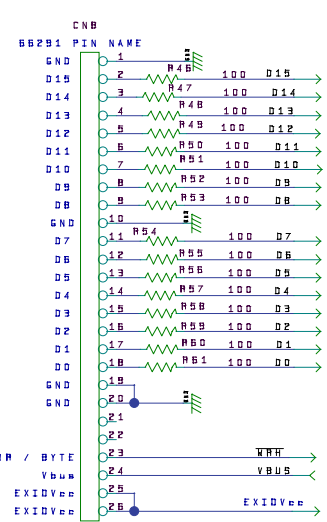 CNB
66291 PIN NAME
GND 1
R46
D15 2 100 D15
R47
D14 3 100 D14
R48
D13 4 100 D13
R49
D12 5 100 D12
R50
D11 6 100 D11
R51
D10 7 100 D10
R52
D9 8 100 D9
R53
D8 9 100 D8
GND 10
R54
D7 11 100 D7
R55
D6 12 100 D6
R56
D5 13 100 D5
R57
D4 14 100 D4
R58
D3 15 100 D3
R59
D2 16 100 D2
R60
D1 17 100 D1
R61
D0 18 100 D0
GND 19
GND 20
21
22
/ BYTE 23 WRH
Vbus 24 VBUS
EXIOVcc 25
EXIOVcc 26 EXIOVcc